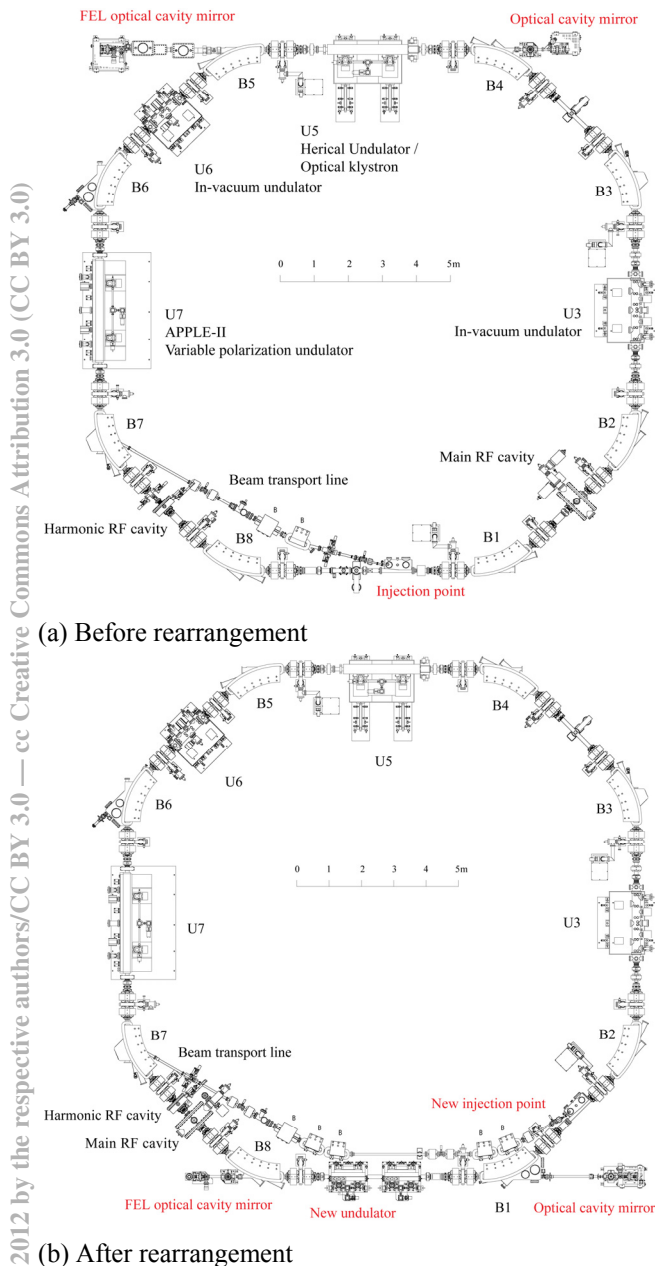 FEL optical cavity mirror
Optical cavity mirror
B5
B4
U5
Herical Undulator /
Optical klystron
U6
In-vacuum undulator
B6
B3
0 1 2 3 4 5m
U7
APPLE-II
Variable polarization undulator
U3
In-vacuum undulator
B7
B2
Main RF cavity
Beam transport line
B
B
Harmonic RF cavity
B8
B1
Injection point
(a) Before rearrangement
B5
B4
U5
U6
B6
B3
0 1 2 3 4 5m
U7
U3
B7
B2
Beam transport line
New injection point
Harmonic RF cavity
Main RF cavity
B
B
B
B
B8
FEL optical cavity mirror
New undulator
B1
Optical cavity mirror
(b) After rearrangement
2012 by the respective authors/CC BY 3.0 — cc Creative Commons Attribution 3.0 (CC BY 3.0)